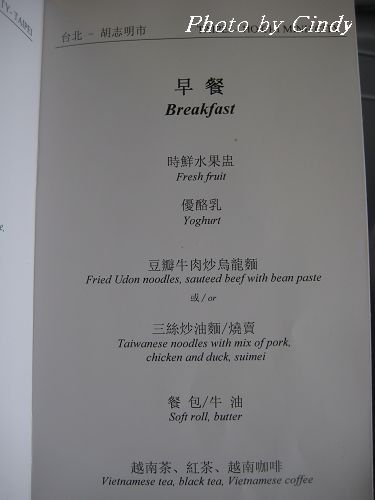 Photo by Cindy
TY-TAIPEI
台北 - 胡志明市
早 餐
Breakfast
時鮮水果盅
Fresh fruit
優酪乳
Yoghurt
豆瓣牛肉炒烏龍麵
Fried Udon noodles, sauteed beef with bean paste
或/or
三絲炒油麵/燒賣
Taiwanese noodles with mix of pork,
chicken and duck, suimei
餐 包/牛 油
Soft roll, butter
越南茶、紅茶、越南咖啡
Vietnamese tea, black tea, Vietnamese coffee